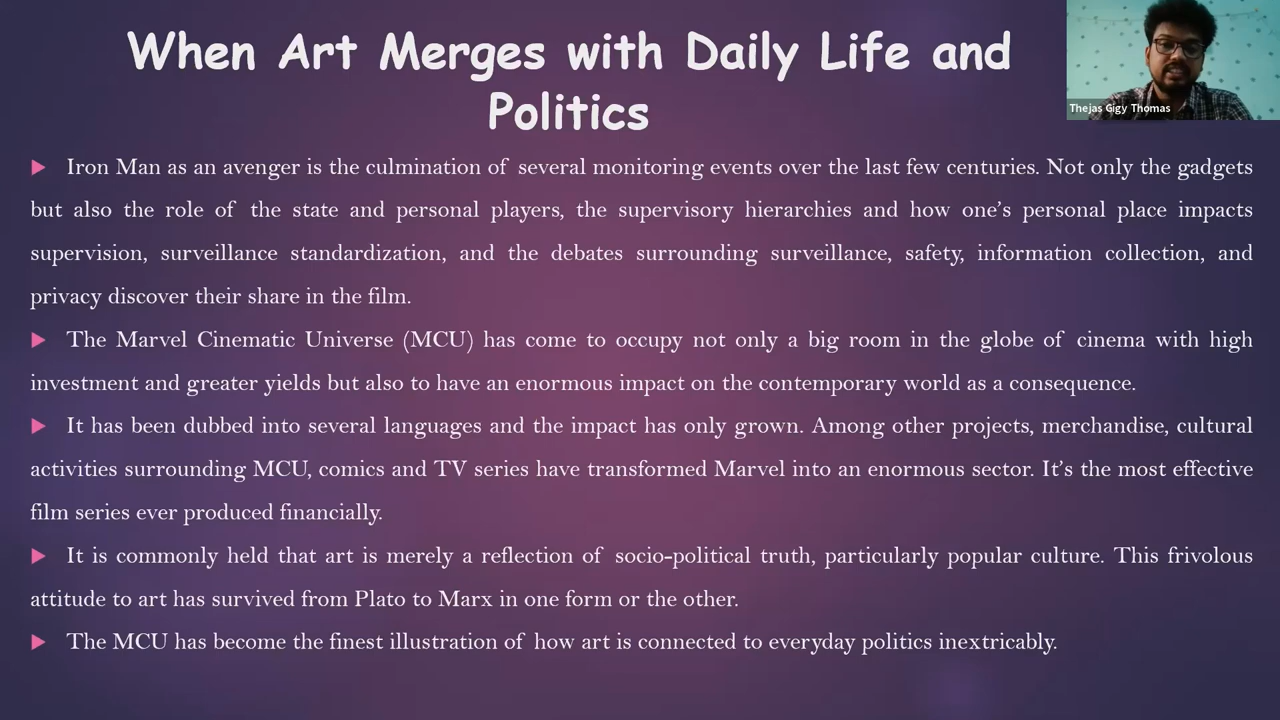 When Art Merges with Daily Life and
Politics
Thejas Gigy Thomas
Iron Man as an avenger is the culmination of several monitoring events over the last few centuries. Not only the gadgets
but also the role of the state and personal players, the supervisory hierarchies and how one's personal place impacts
supervision, surveillance standardization, and the debates surrounding surveillance, safety, information collection, and
privacy discover their share in the film.
The Marvel Cinematic Universe (MCU) has come to occupy not only a big room in the globe of cinema with high
investment and greater yields but also to have an enormous impact on the contemporary world as a consequence.
It has been dubbed into several languages and the impact has only grown. Among other projects, merchandise, cultural
activities surrounding MCU, comics and TV series have transformed Marvel into an enormous sector. It's the most effective
film series ever produced financially.
It is commonly held that art is merely a reflection of socio-political truth, particularly popular culture. This frivolous
attitude to art has survived from Plato to Marx in one form or the other.
The MCU has become the finest illustration of how art is connected to everyday politics inextricably.